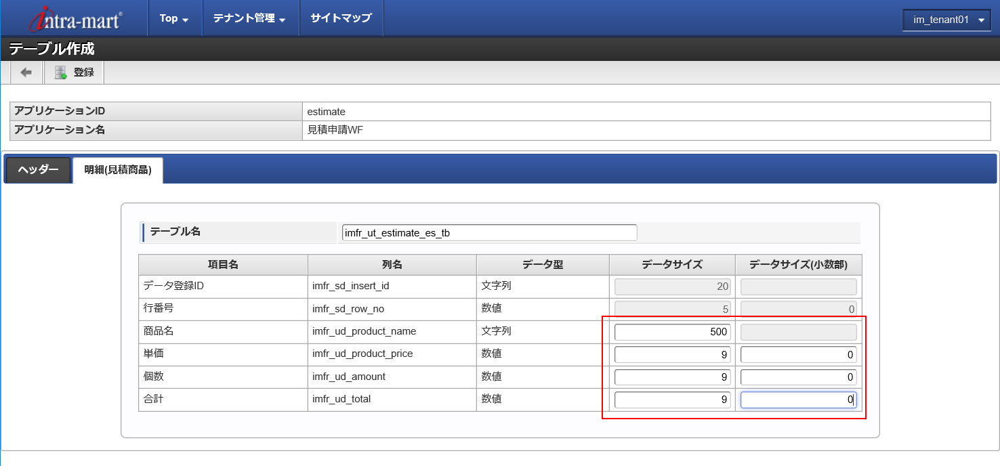 intra-mart® Top テナント管理 サイトマップ im_tenant01
テーブル作成
登録
アプリケーションID estimate
アプリケーション名 見積申請WF
ヘッダー 明細(見積商品)
テーブル名 imfr_ut_estimate_es_tb
項目名 列名 データ型 データサイズ データサイズ(小数部)
データ登録ID imfr_sd_insert_id 文字列 20
行番号 imfr_sd_row_no 数値 5 0
商品名 imfr_ud_product_name 文字列 500
単価 imfr_ud_product_price 数値 9 0
個数 imfr_ud_amount 数値 9 0
合計 imfr_ud_total 数値 9 0